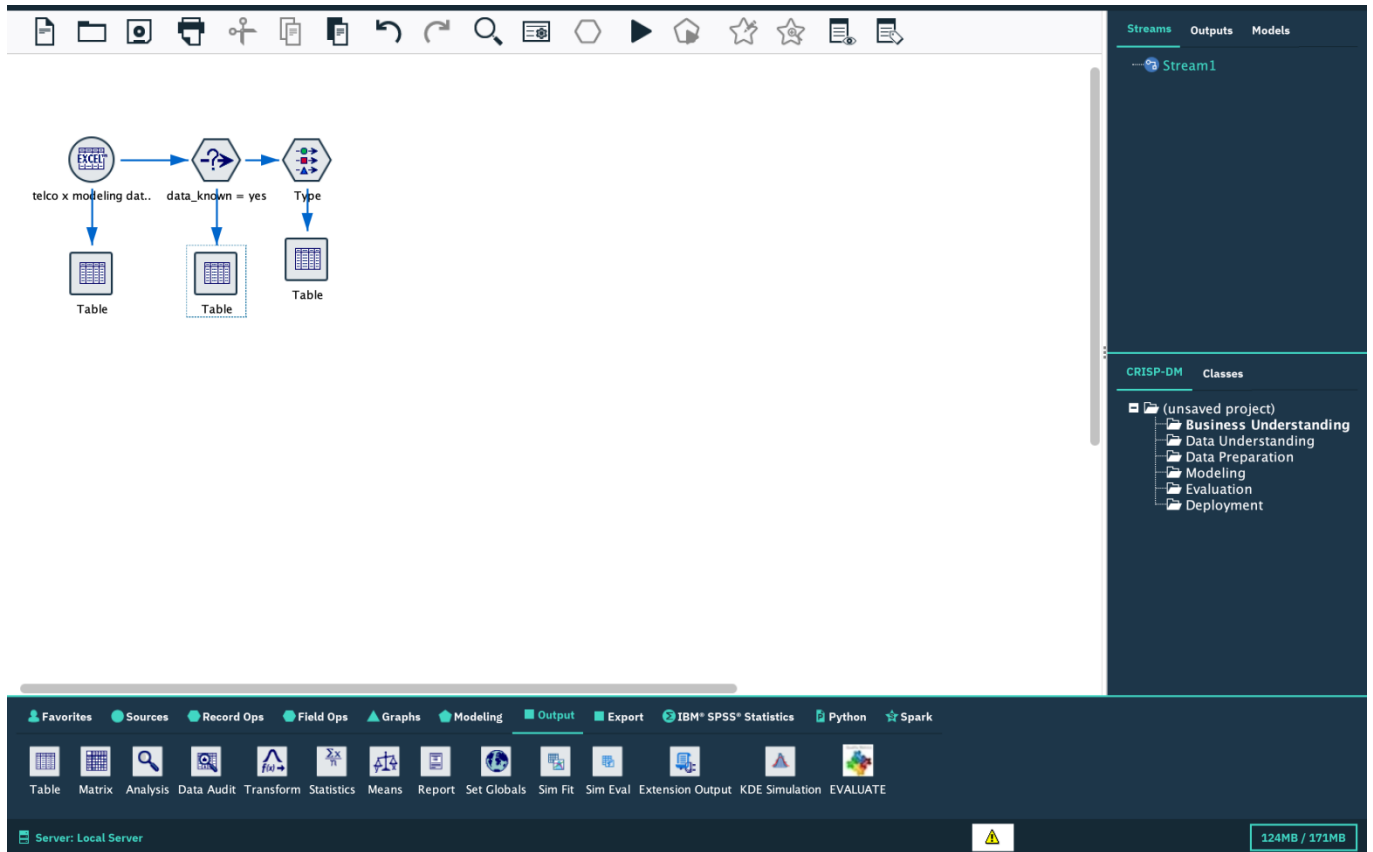 Streams Outputs Models
Stream1
EXCEL™
telco x modeling dat.. data_known = yes Type
Table
Table Table
CRISP-DM Classes
(unsaved project)
Business Understanding
Data Understanding
Data Preparation
Modeling
Evaluation
Deployment
Favorites Sources Record Ops Field Ops Graphs Modeling Output Export IBM® SPSS® Statistics Python Spark
Table Matrix Analysis Data Audit Transform Statistics Means Report Set Globals Sim Fit Sim Eval Extension Output KDE Simulation EVALUATE
Server: Local Server 124MB / 171MB